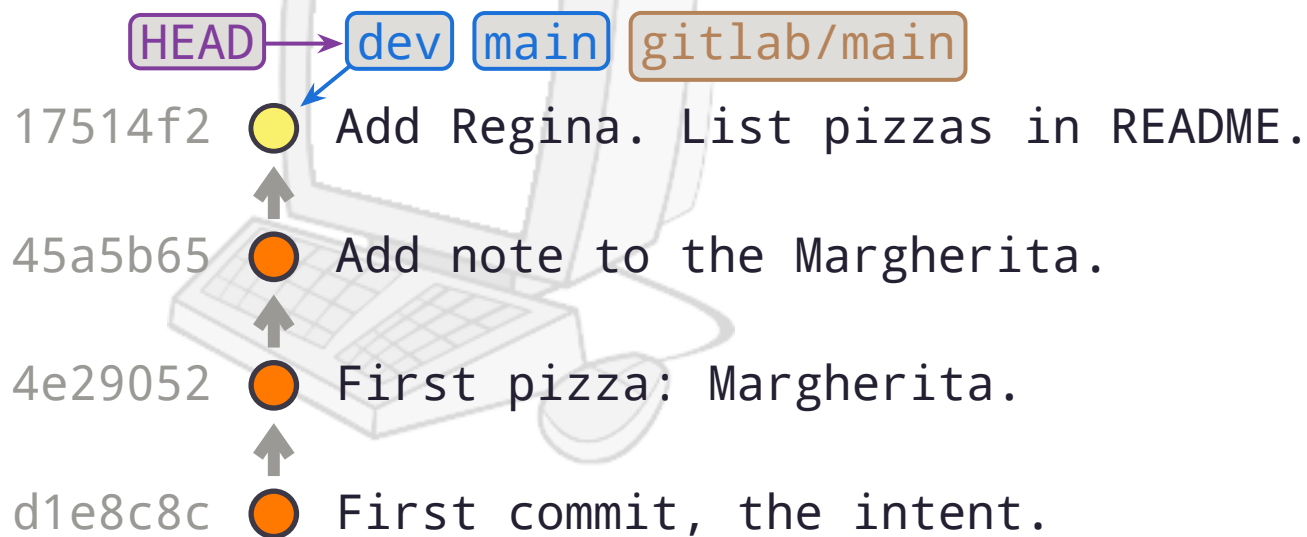 HEAD dev main gitlab/main
17514f2 Add Regina. List pizzas in README.
45a5b65 Add note to the Margherita.
4e29052 First pizza: Margherita.
d1e8c8c First commit, the intent.